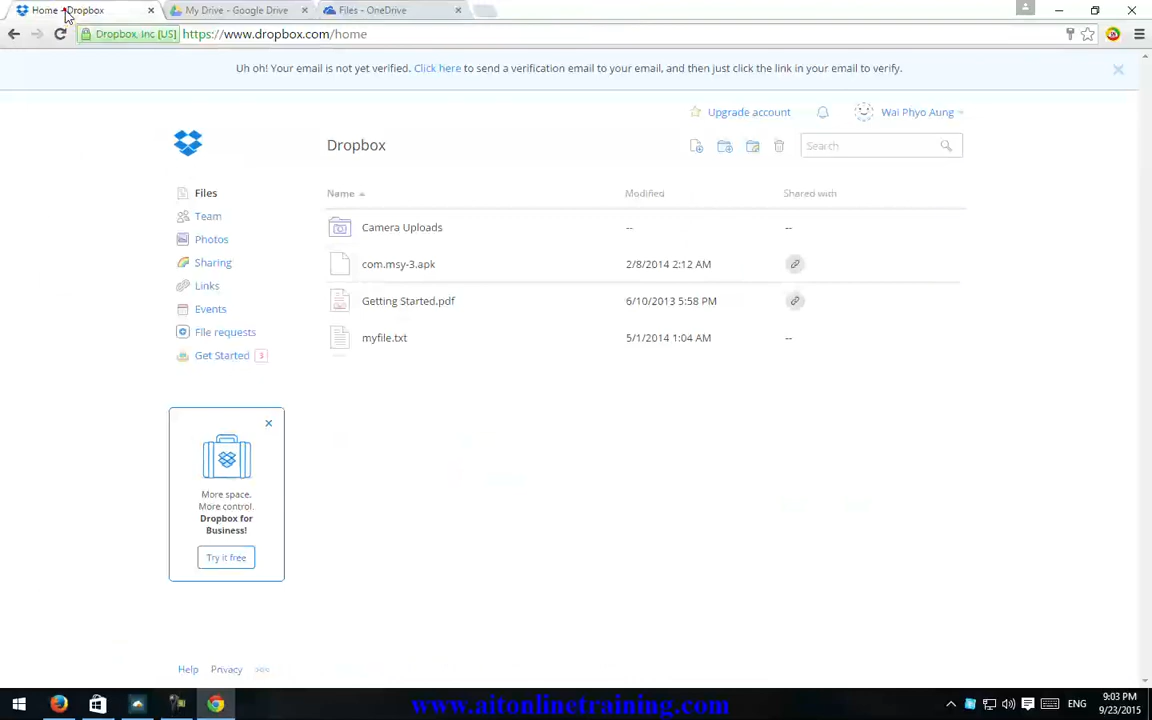 Home - Dropbox
My Drive - Google Drive
Files - OneDrive
Dropbox, Inc [US]
https://www.dropbox.com/home
Uh oh! Your email is not yet verified. Click here to send a verification email to your email, and then just click the link in your email to verify.
Upgrade account
Wai Phyo Aung
Dropbox
Search
Files
Team
Photos
Sharing
Links
Events
File requests
Get Started 3
Name
Modified
Shared with
Camera Uploads -- --
com.msy-3.apk 2/8/2014 2:12 AM
Getting Started.pdf 6/10/2013 5:58 PM
myfile.txt 5/1/2014 1:04 AM --
More space.
More control.
Dropbox for
Business!
Try it free
Help Privacy
www.aitonlinetraining.com
ENG
9:03 PM
9/23/2015